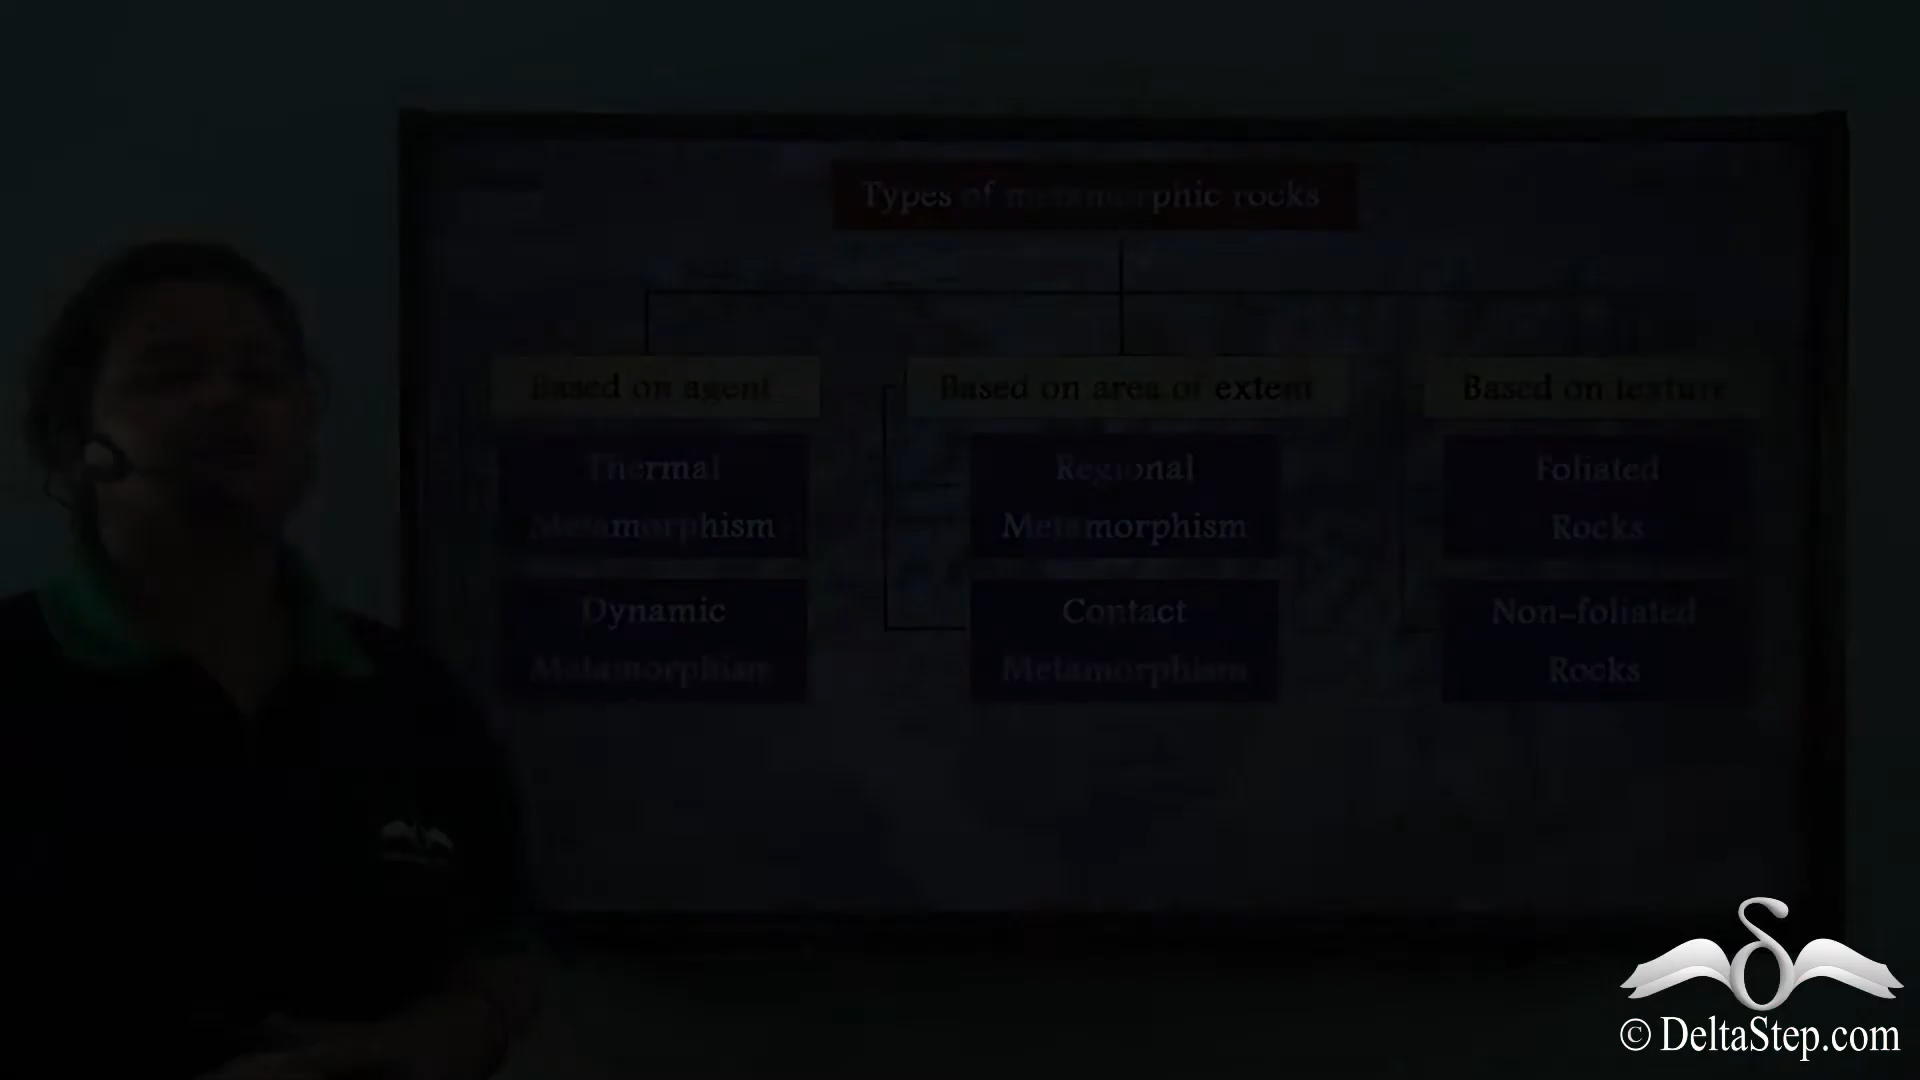 Types of metamorphic rocks
Based on agent
Based on area of extent
Based on texture
Thermal
Metamorphism
Regional
Metamorphism
Foliated
Rocks
Dynamic
Metamorphism
Contact
Metamorphism
Non-foliated
Rocks
© DeltaStep.com